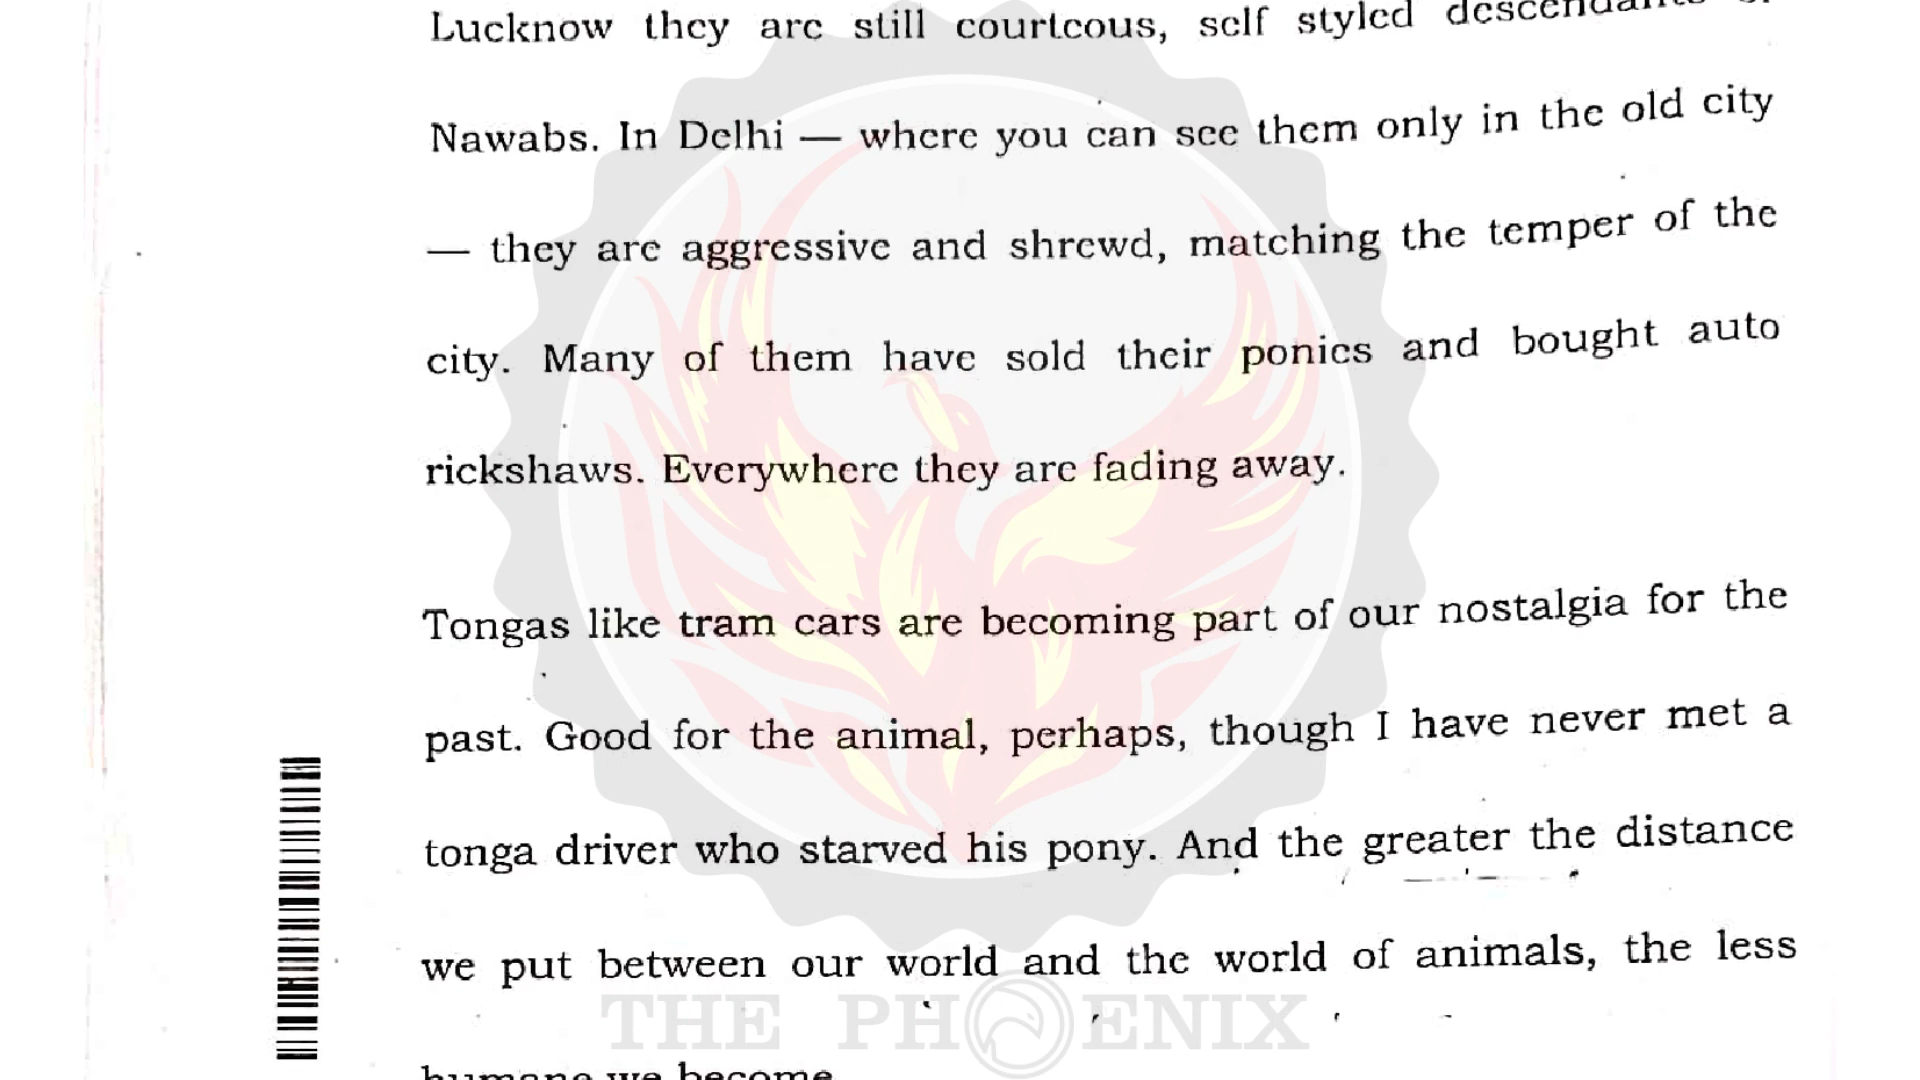 Lucknow they are still courteous, self styled descendants of
Nawabs. In Delhi — where you can see them only in the old city
— they are aggressive and shrewd, matching the temper of the
city. Many of them have sold their ponies and bought auto
rickshaws. Everywhere they are fading away.
Tongas like tram cars are becoming part of our nostalgia for the
past. Good for the animal, perhaps, though I have never met a
tonga driver who starved his pony. And the greater the distance
we put between our world and the world of animals, the less
humane we become
THE PHOENIX